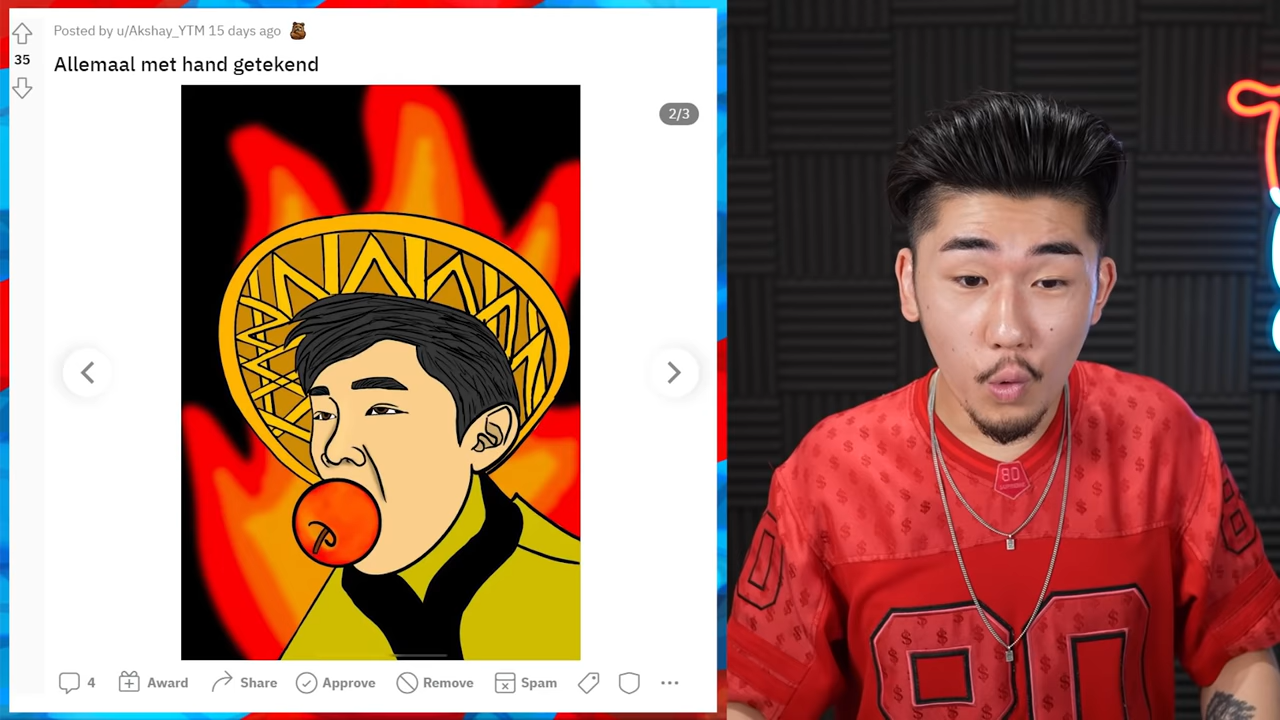 Posted by u/Akshay_YTM 15 days ago
35
Allemaal met hand getekend
2/3
4 Award Share Approve Remove Spam
80
80